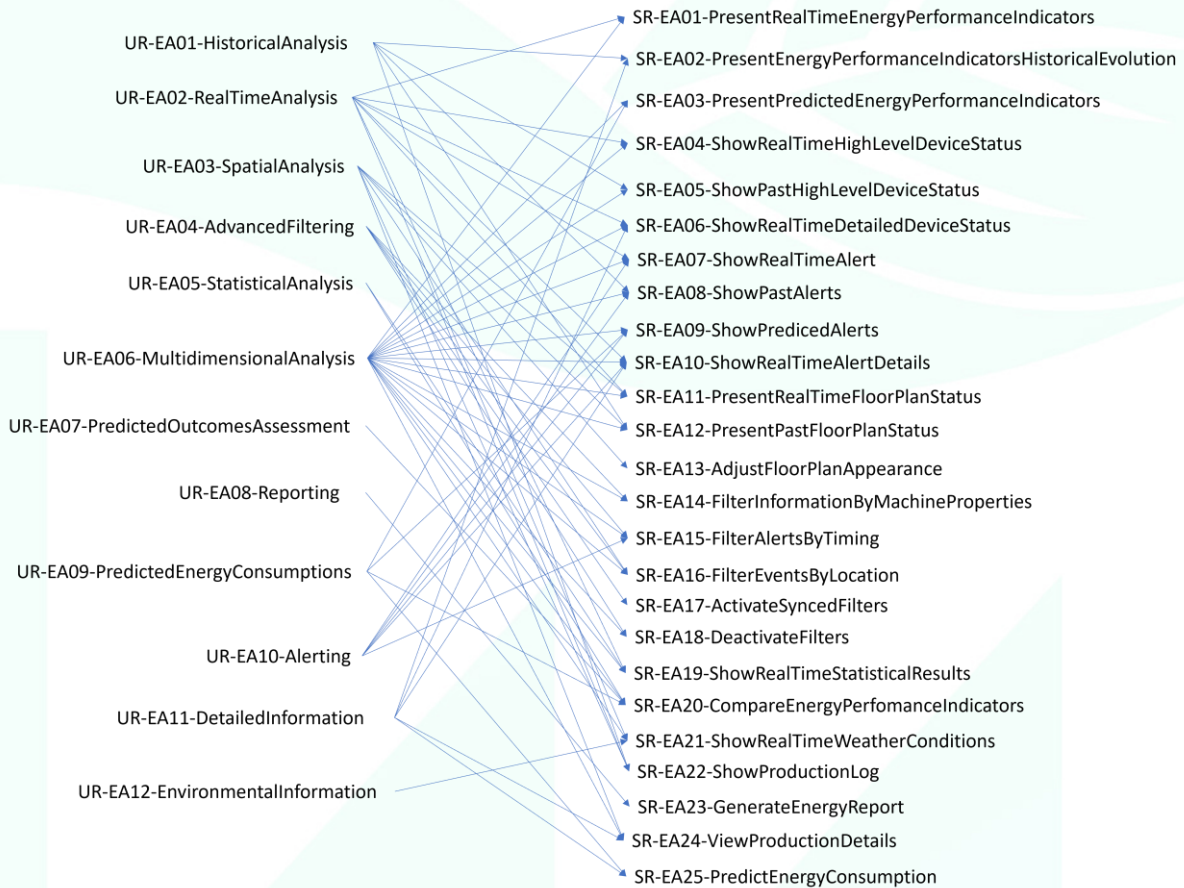 UR-EA01-HistoricalAnalysis
UR-EA02-RealTimeAnalysis
UR-EA03-SpatialAnalysis
UR-EA04-AdvancedFiltering
UR-EA05-StatisticalAnalysis
UR-EA06-MultidimensionalAnalysis
UR-EA07-PredictedOutcomesAssessment
UR-EA08-Reporting
UR-EA09-PredictedEnergyConsumptions
UR-EA10-Alerting
UR-EA11-DetailedInformation
UR-EA12-EnvironmentalInformation
SR-EA01-PresentRealTimeEnergyPerformanceIndicators
SR-EA02-PresentEnergyPerformanceIndicatorsHistoricalEvolution
SR-EA03-PresentPredictedEnergyPerformanceIndicators
SR-EA04-ShowRealTimeHighLevelDeviceStatus
SR-EA05-ShowPastHighLevelDeviceStatus
SR-EA06-ShowRealTimeDetailedDeviceStatus
SR-EA07-ShowRealTimeAlert
SR-EA08-ShowPastAlerts
SR-EA09-ShowPredicedAlerts
SR-EA10-ShowRealTimeAlertDetails
SR-EA11-PresentRealTimeFloorPlanStatus
SR-EA12-PresentPastFloorPlanStatus
SR-EA13-AdjustFloorPlanAppearance
SR-EA14-FilterInformationByMachineProperties
SR-EA15-FilterAlertsByTiming
SR-EA16-FilterEventsByLocation
SR-EA17-ActivateSyncedFilters
SR-EA18-DeactivateFilters
SR-EA19-ShowRealTimeStatisticalResults
SR-EA20-CompareEnergyPerfomanceIndicators
SR-EA21-ShowRealTimeWeatherConditions
SR-EA22-ShowProductionLog
SR-EA23-GenerateEnergyReport
SR-EA24-ViewProductionDetails
SR-EA25-PredictEnergyConsumption